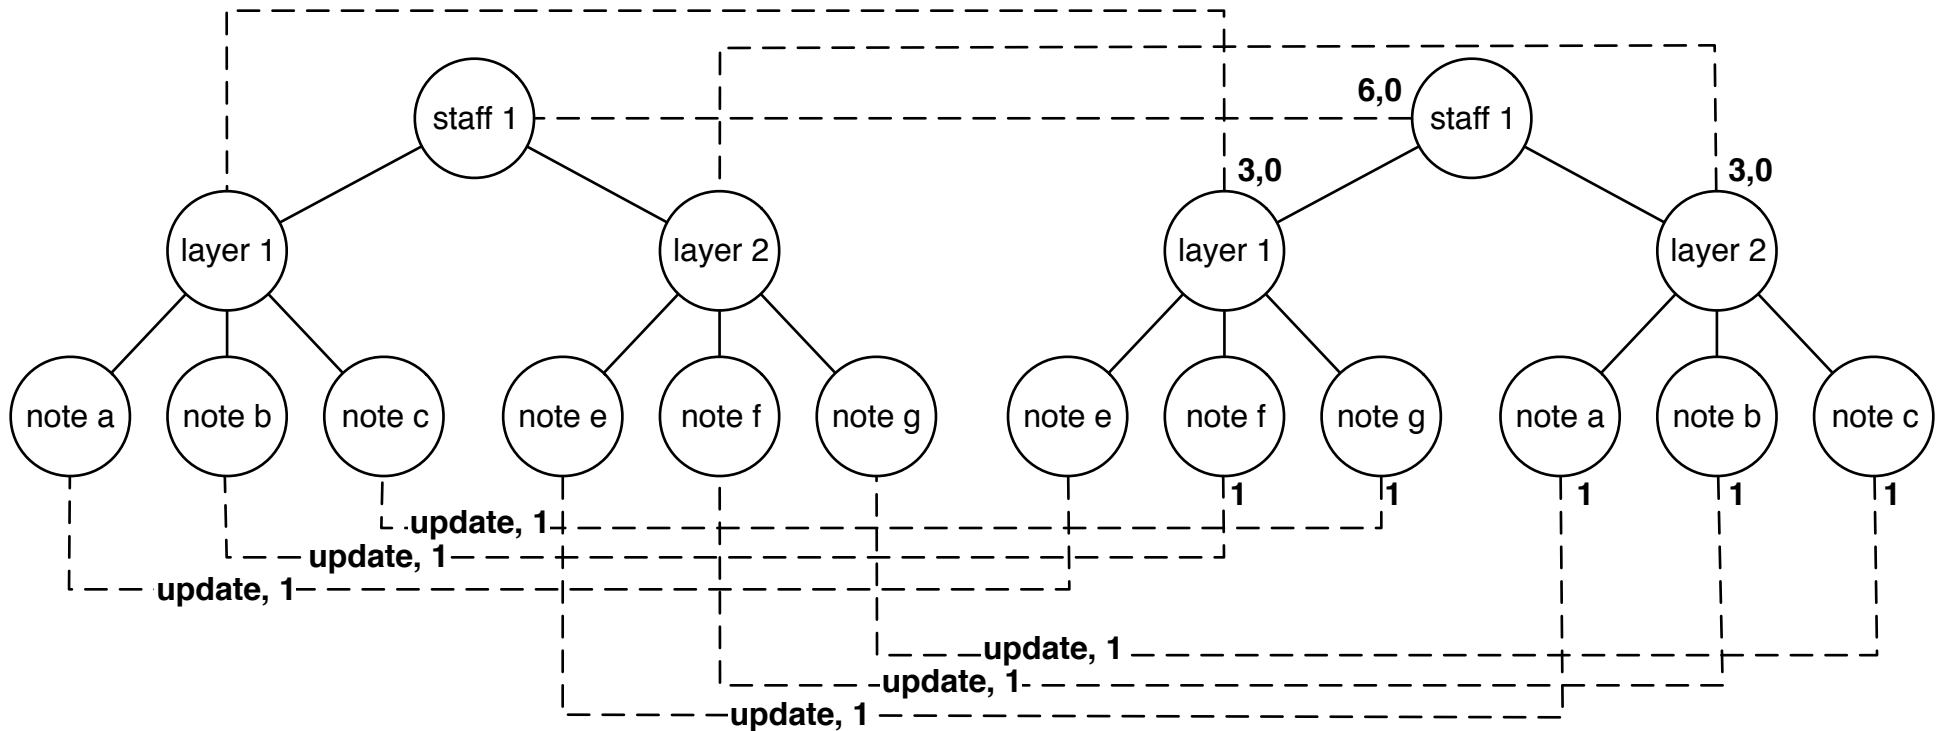 6,0
staff 1
staff 1
3,0
3,0
layer 1
layer 2
layer 1
layer 2
note a
note b
note c
note e
note f
note g
note e
note f
note g
note a
note b
note c
1
1
1
1
1
update, 1
update, 1
update, 1
update, 1
update, 1
update, 1